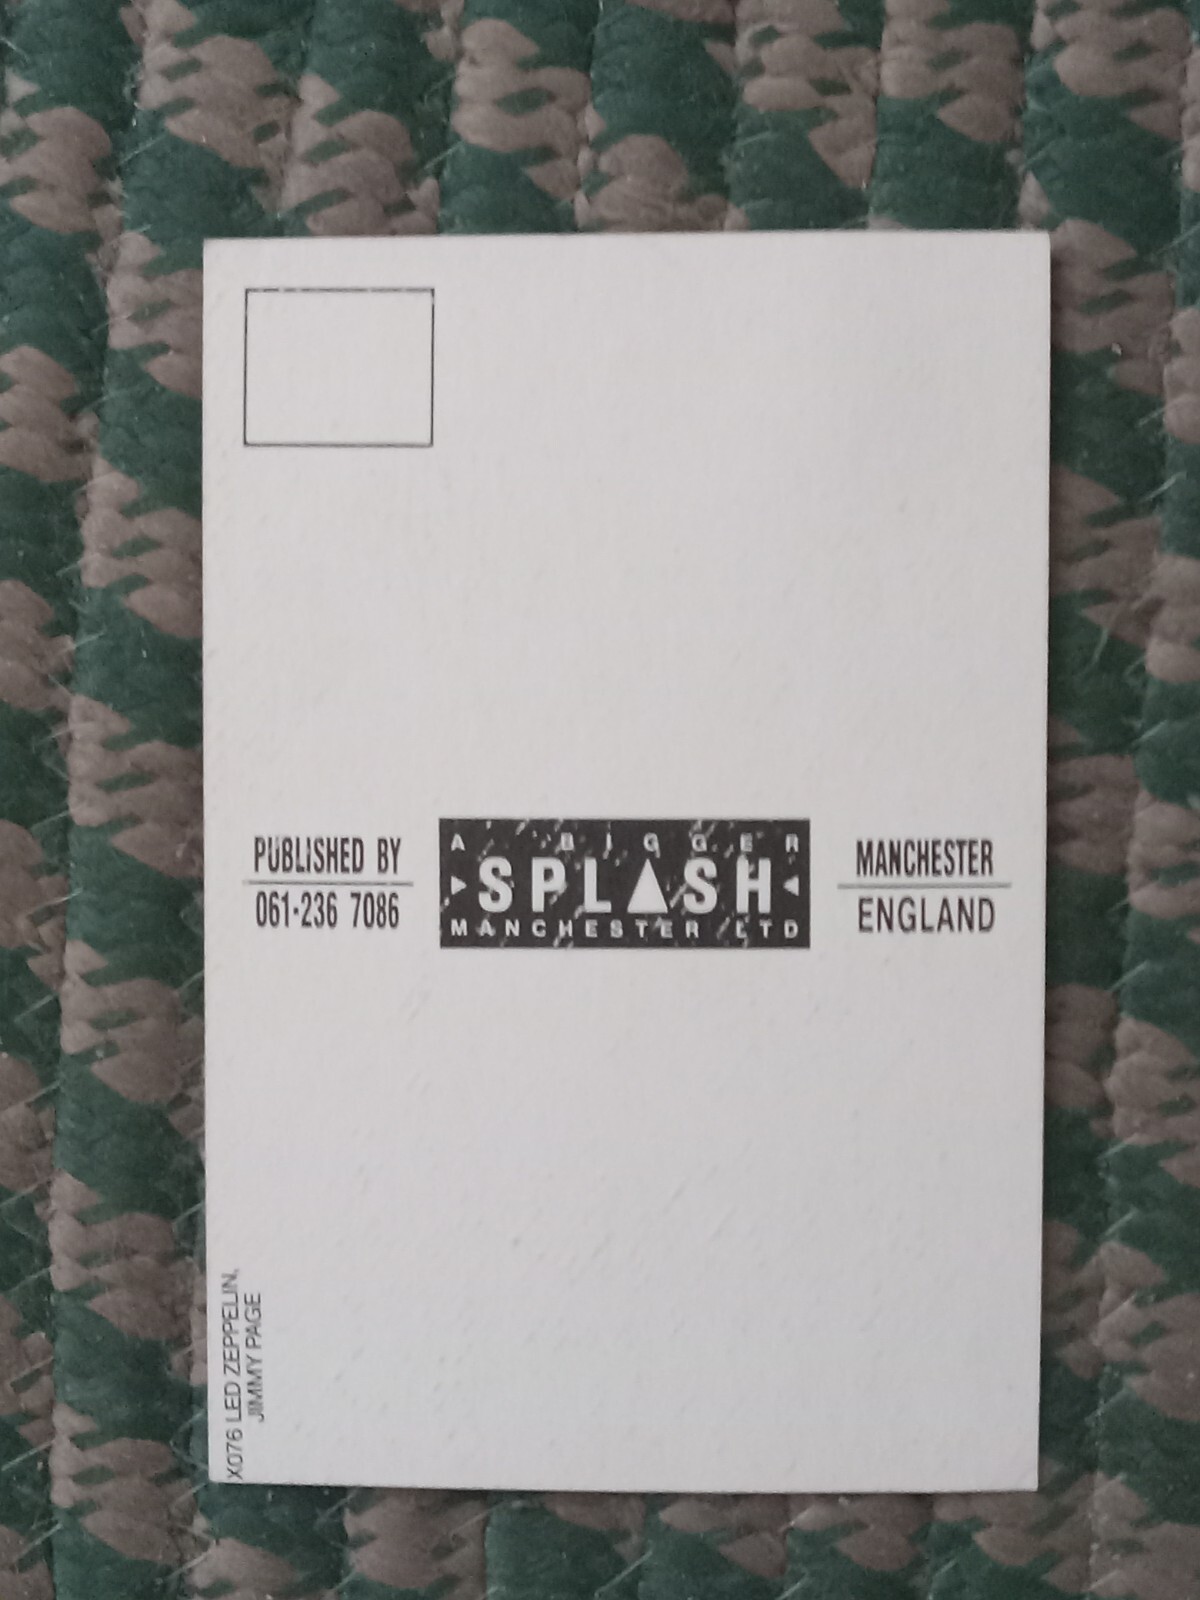 PUBLISHED BY
061-236 7086
A BIGGER
SPLASH
MANCHESTER LTD
MANCHESTER
ENGLAND
X076 LED ZEPPELIN,
JIMMY PAGE